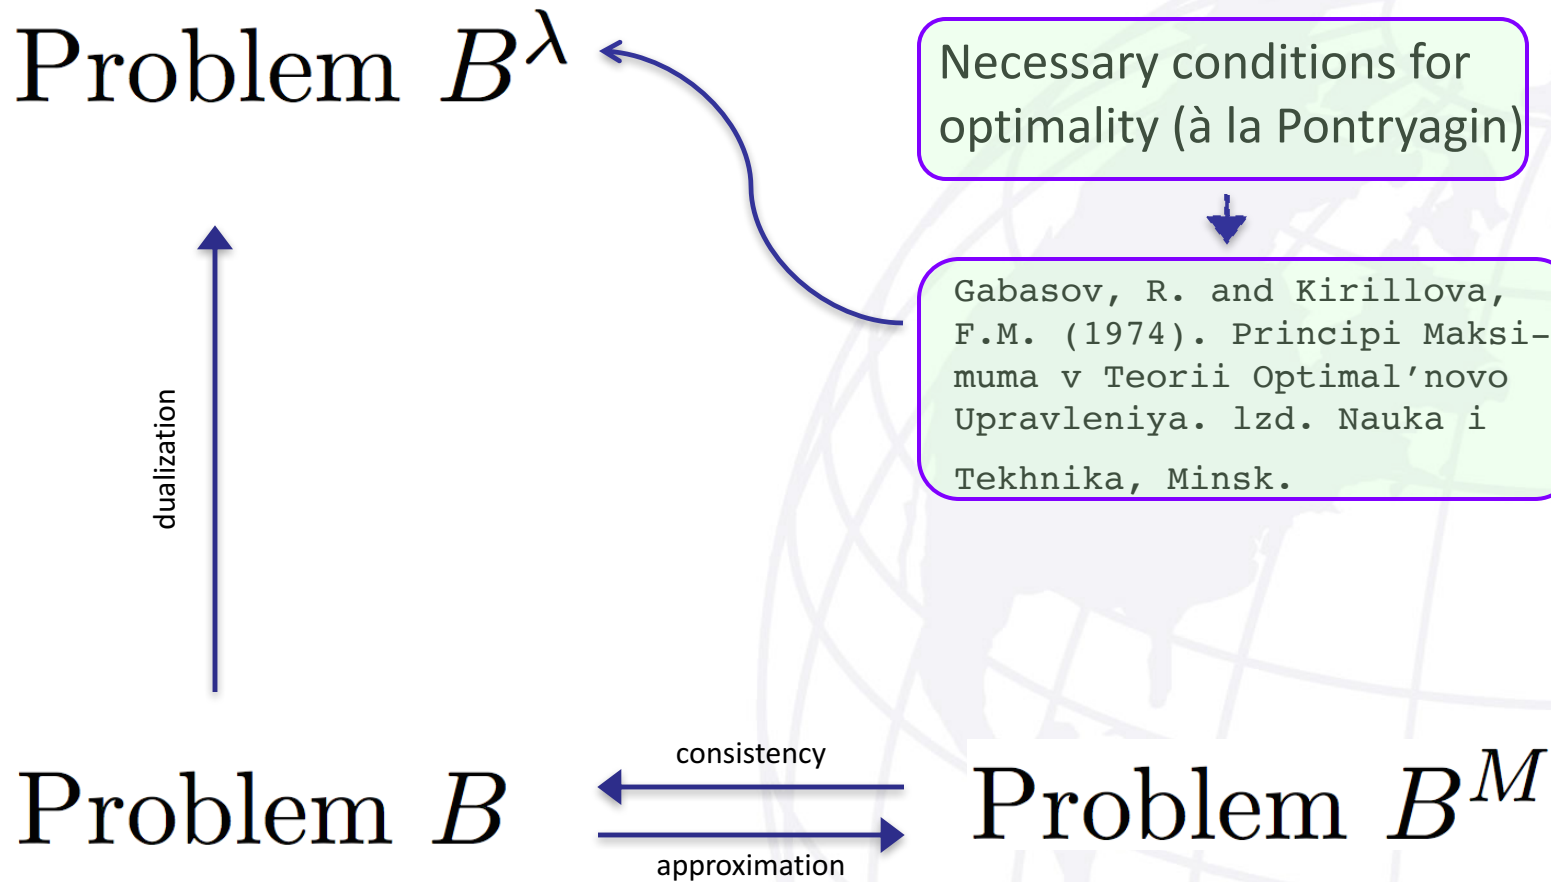 Problem B^λ
Necessary conditions for
optimality (à la Pontryagin)
Gabasov, R. and Kirillova,
F.M. (1974). Principi Maksi-
muma v Teorii Optimal’novo
Upravleniya. lzd. Nauka i
Tekhnika, Minsk.
dualization
consistency
Problem B
Problem B^M
approximation